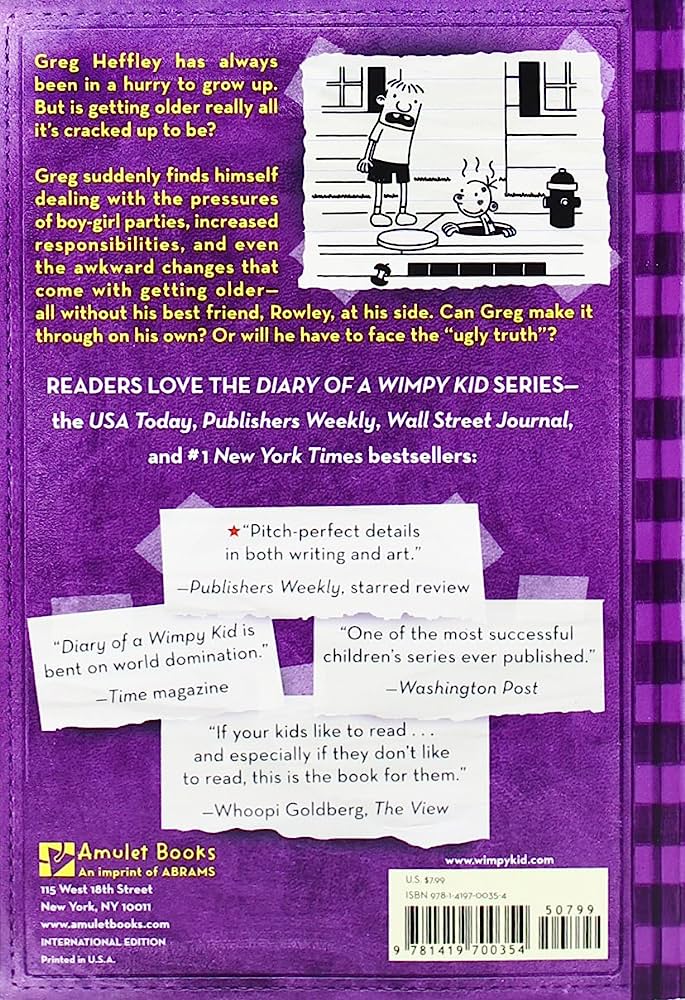 Greg Heffley has always
been in a hurry to grow up.
But is getting older really all
it's cracked up to be?
Greg suddenly finds himself
dealing with the pressures
of boy-girl parties, increased
responsibilities, and even
the awkward changes that
come with getting older—
all without his best friend, Rowley, at his side. Can Greg make it
through on his own? Or will he have to face the “ugly truth”?
READERS LOVE THE DIARY OF A WIMPY KID SERIES—
the USA Today, Publishers Weekly, Wall Street Journal,
and #1 New York Times bestsellers:
★“Pitch-perfect details
in both writing and art.”
—Publishers Weekly, starred review
“Diary of a Wimpy Kid is
bent on world domination.”
—Time magazine
“One of the most successful
children's series ever published.”
—Washington Post
“If your kids like to read . . .
and especially if they don't like
to read, this is the book for them.”
—Whoopi Goldberg, The View
Amulet Books
An imprint of ABRAMS
115 West 18th Street
New York, NY 10011
www.amuletbooks.com
INTERNATIONAL EDITION
Printed in U.S.A.
www.wimpykid.com
U.S. $7.99
ISBN 978-1-4197-0035-4
50799
9 781419 700354